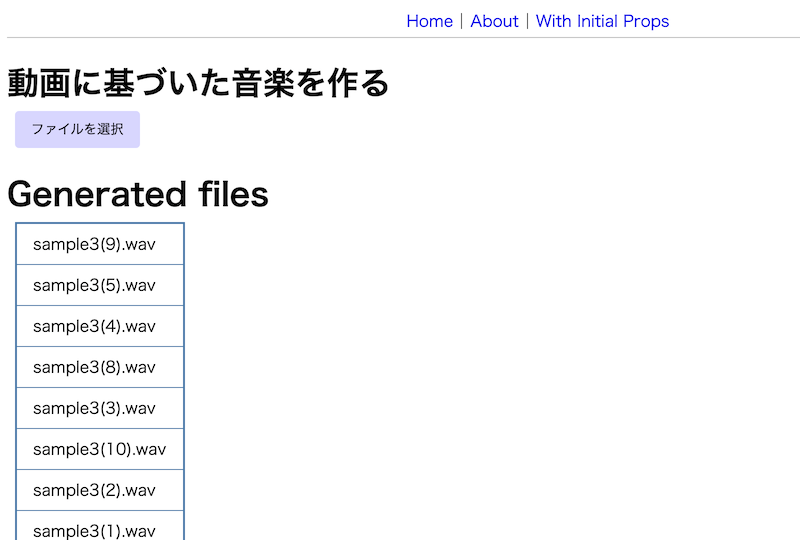 Home | About | With Initial Props
動画に基づいた音楽を作る
ファイルを選択
Generated files
sample3(9).wav
sample3(5).wav
sample3(4).wav
sample3(8).wav
sample3(3).wav
sample3(10).wav
sample3(2).wav
sample3(1).wav